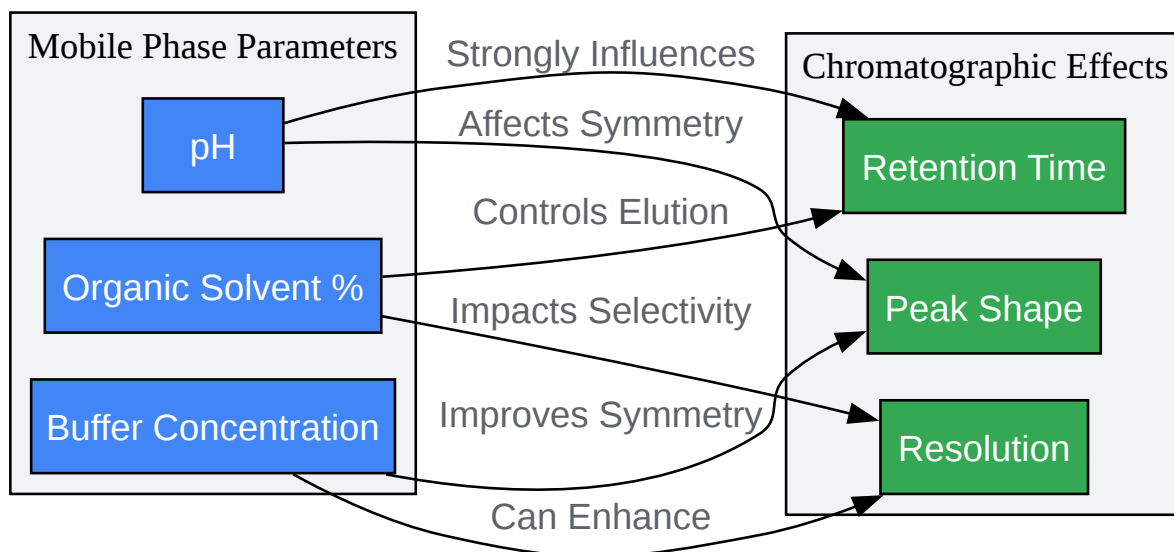 Mobile Phase Parameters
pH
Organic Solvent %
Buffer Concentration
Strongly Influences
Affects Symmetry
Controls Elution
Impacts Selectivity
Improves Symmetry
Can Enhance
Chromatographic Effects
Retention Time
Peak Shape
Resolution